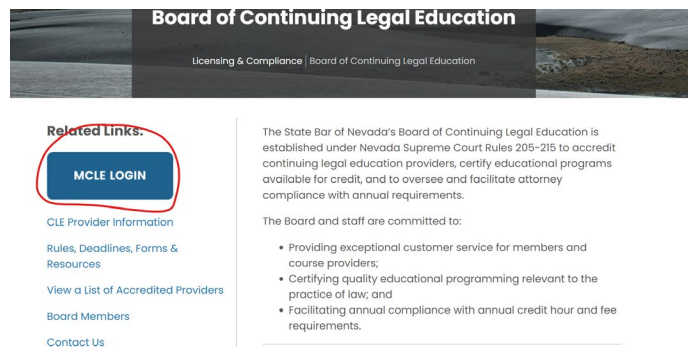 Board of Continuing Legal Education
Licensing & Compliance | Board of Continuing Legal Education
Related Links:
MCLE LOGIN
CLE Provider Information
Rules, Deadlines, Forms &
Resources
View a List of Accredited Providers
Board Members
Contact Us
The State Bar of Nevada's Board of Continuing Legal Education is
established under Nevada Supreme Court Rules 205-215 to accredit
continuing legal education providers, certify educational programs
available for credit, and to oversee and facilitate attorney
compliance with annual requirements.
The Board and staff are committed to:
• Providing exceptional customer service for members and
course providers;
• Certifying quality educational programming relevant to the
practice of law; and
• Facilitating annual compliance with annual credit hour and fee
requirements.